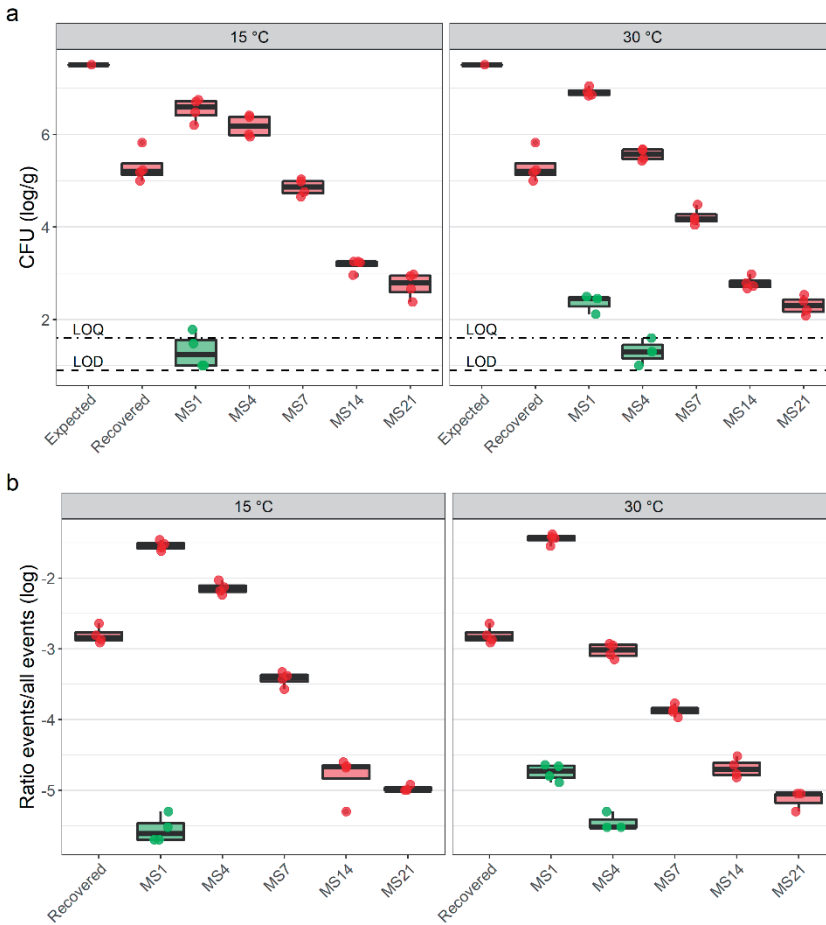 a
15 °C
30 °C
CFU (log/g)
6
4
2
LOQ
LOD
LOQ
LOD
Expected
Recovered
MS1
MS4
MS7
MS14
MS21
Expected
Recovered
MS1
MS4
MS7
MS14
MS21
b
15 °C
30 °C
Ratio events/all events (log)
-2
-3
-4
-5
Recovered
MS1
MS4
MS7
MS14
MS21
Recovered
MS1
MS4
MS7
MS14
MS21